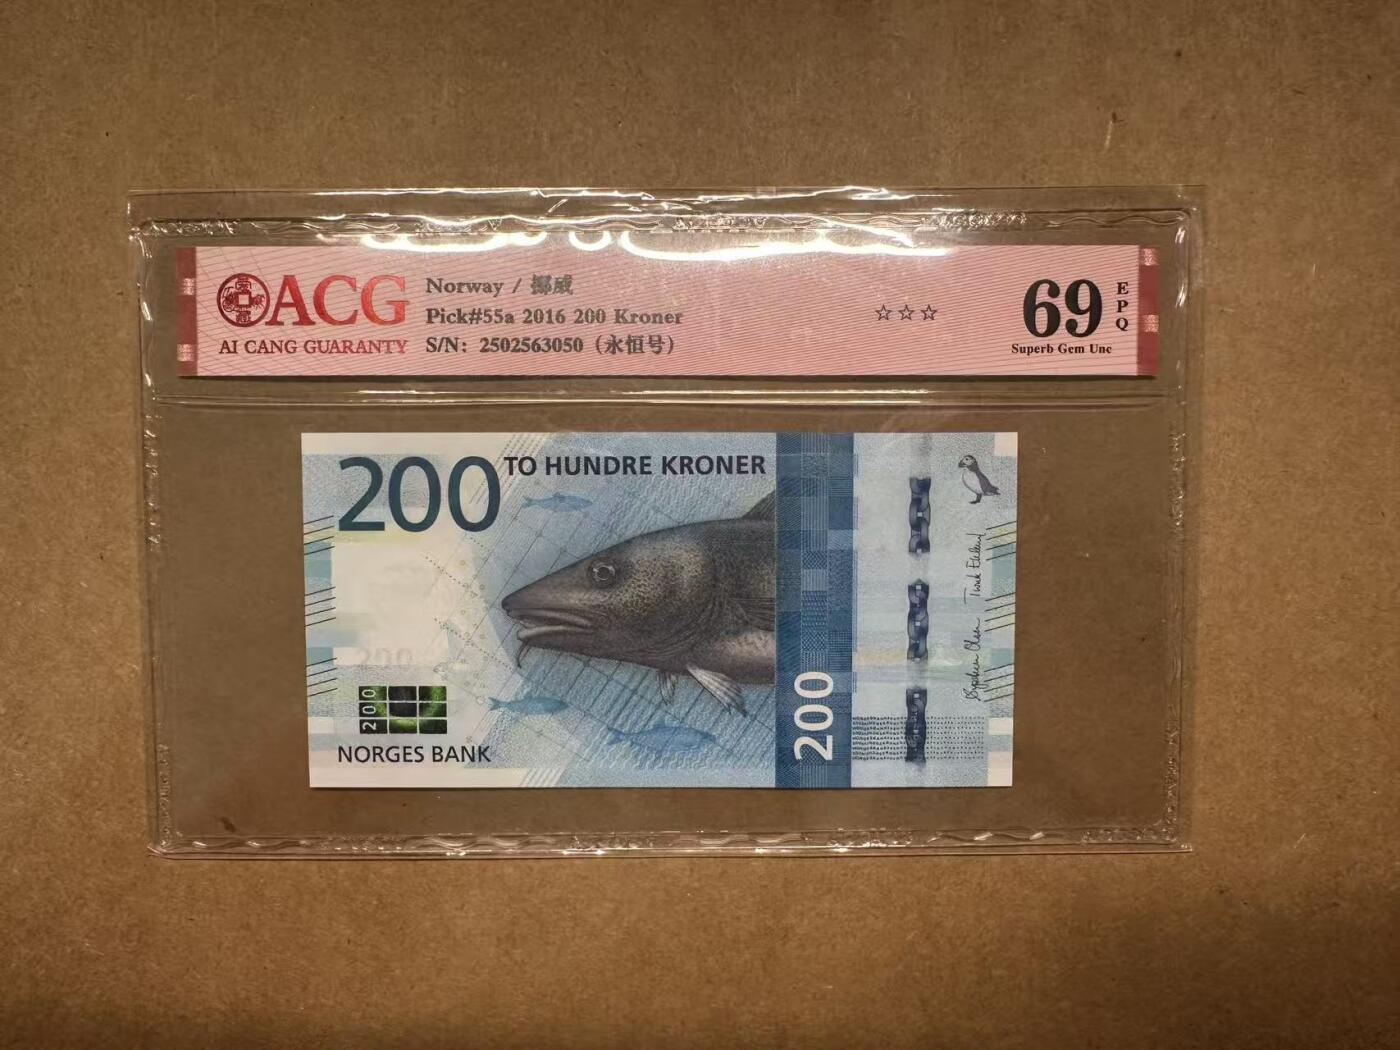 ACG
AI CANG GUARANTY
Norway / 挪威
Pick#55a 2016 200 Kroner
S/N: 2502563050 (永恒号)
☆☆☆
69
EPQ
Superb Gem Unc
200 TO HUNDRE KRONER
200
200
NORGES BANK
200